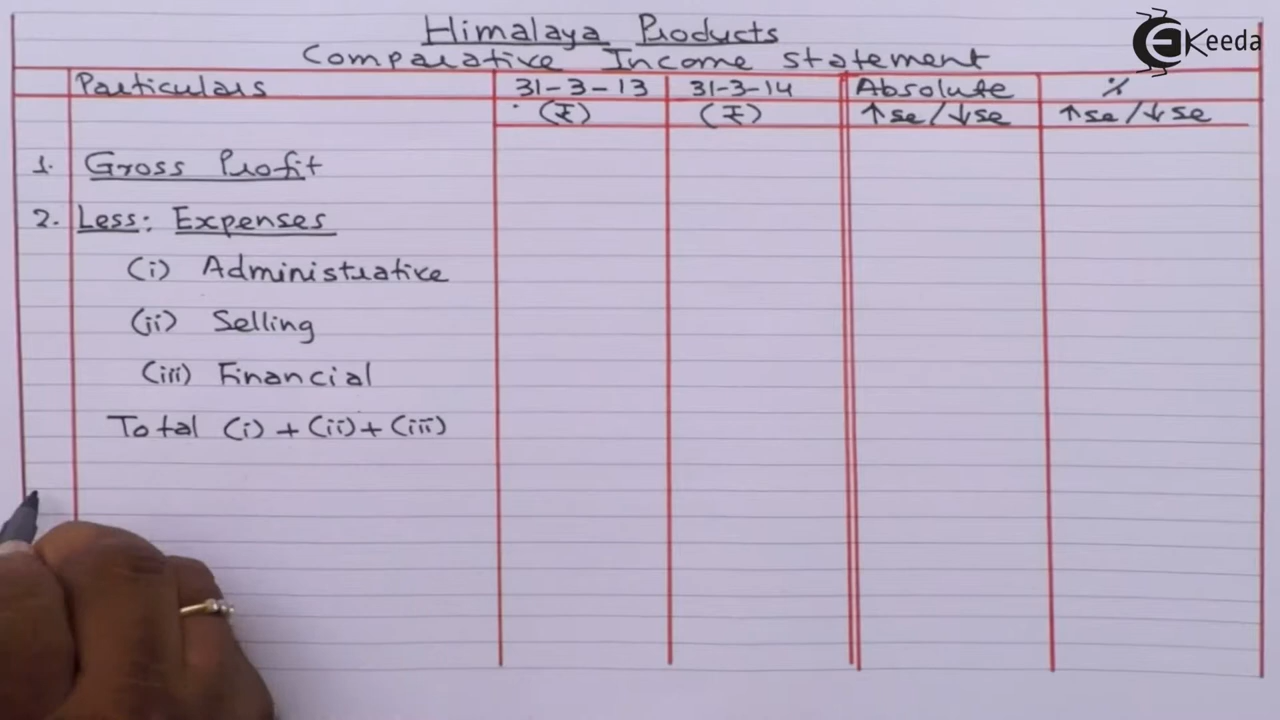 Himalaya Products
Comparative Income statement
EKeeda
Particulars 31-3-13 31-3-14 Absolute %
(₹) (₹) ↑se/↓se ↑se/↓se
1. Gross Profit
2. Less: Expenses
(i) Administrative
(ii) Selling
(iii) Financial
Total (i) + (ii) + (iii)